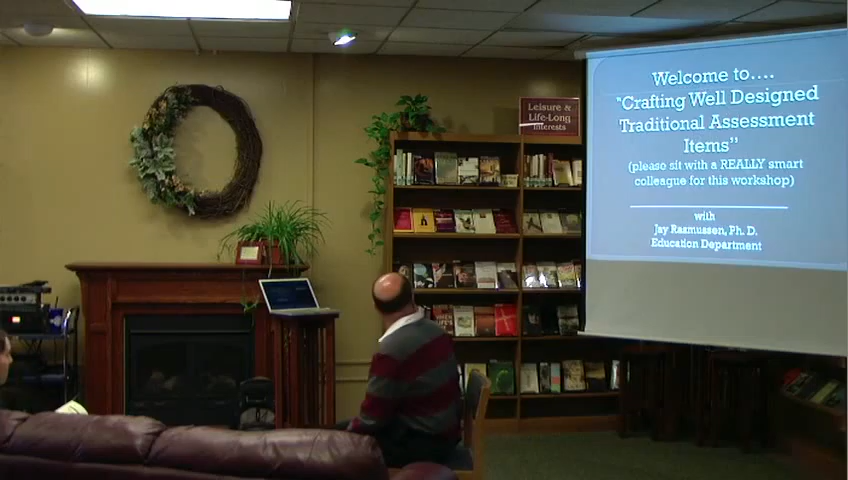 Leisure &
Life-Long
Interests
Welcome to....
"Crafting Well Designed
Traditional Assessment
Items"
(please sit with a REALLY smart
colleague for this workshop)
with
Jay Rasmussen, Ph. D.
Education Department